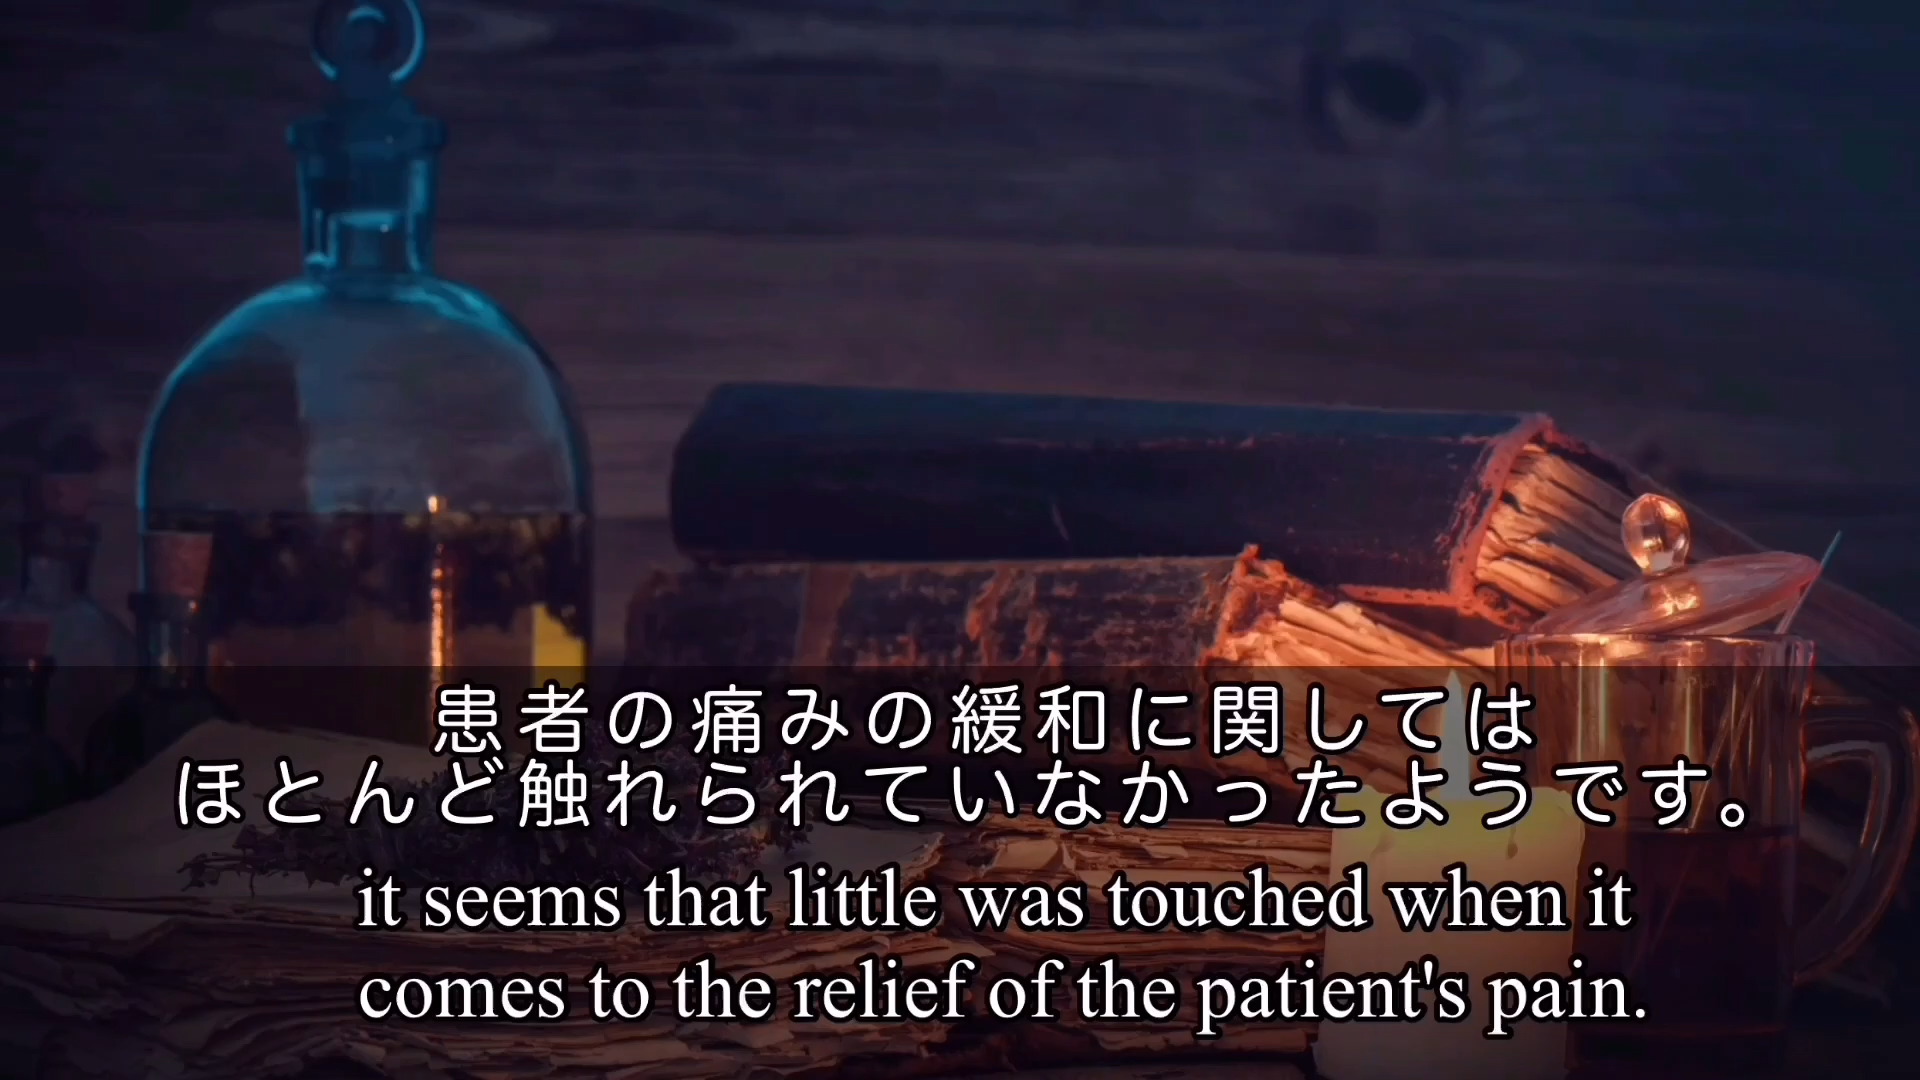 患者の痛みの緩和に関しては
ほとんど触れられていなかったようです。
it seems that little was touched when it
comes to the relief of the patient's pain.